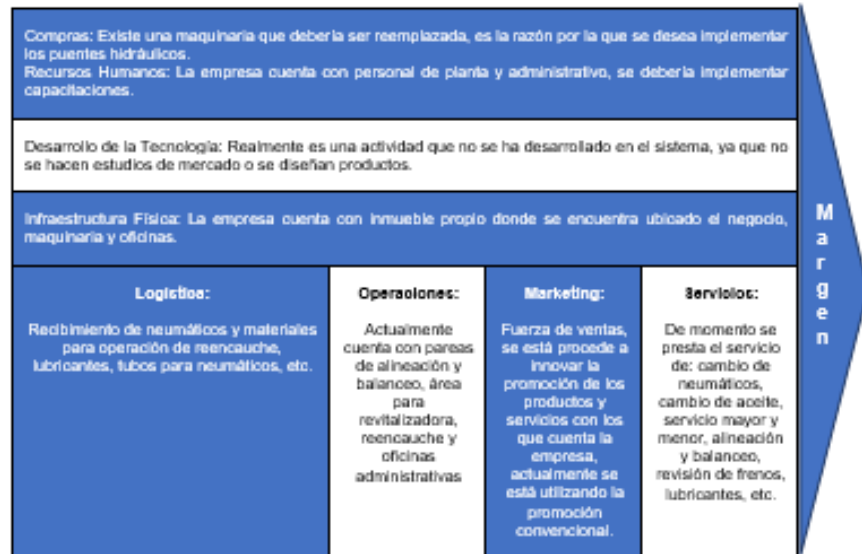 Compras: Existe una maquinaria que debería ser reemplazada, es la razón por la que se desea implementar
los puentes hidráulicos.
Recursos Humanos: La empresa cuenta con personal de planta y administrativo, se debería implementar
capacitaciones.
Desarrollo de la Tecnología: Realmente es una actividad que no se ha desarrollado en el sistema, ya que no
se hacen estudios de mercado o se diseñan productos.
Infraestructura Física: La empresa cuenta con inmueble propio donde se encuentra ubicado el negocio,
maquinaria y oficinas.
Logística:
Recibimiento de neumáticos y materiales
para operación de reencauche,
lubricantes, tubos para neumáticos, etc.
Operaciones:
Actualmente
cuenta con pareas
de alineación y
balanceo, área
para
revitalizadora,
reencauche y
oficinas
administrativas
Marketing:
Fuerza de ventas,
se está procede a
innovar la
promoción de los
productos y
servicios con los
que cuenta la
empresa,
actualmente se
está utilizando la
promoción
convencional.
Servicios:
De momento se
presta el servicio
de: cambio de
neumáticos,
cambio de aceite,
servicio mayor y
menor, alineación
y balanceo,
revisión de frenos,
lubricantes, etc.
Margen